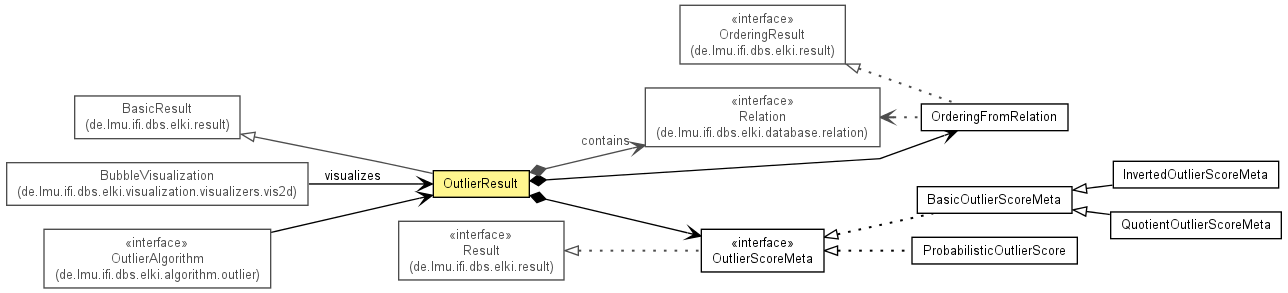 «interface»
OrderingResult
(de.lmu.ifi.dbs.elki.result)
BasicResult
(de.lmu.ifi.dbs.elki.result)
«interface»
Relation
(de.lmu.ifi.dbs.elki.database.relation)
OrderingFromRelation
contains
BubbleVisualization
(de.lmu.ifi.dbs.elki.visualization.visualizers.vis2d)
visualizes
OutlierResult
InvertedOutlierScoreMeta
BasicOutlierScoreMeta
QuotientOutlierScoreMeta
«interface»
OutlierAlgorithm
(de.lmu.ifi.dbs.elki.algorithm.outlier)
«interface»
Result
(de.lmu.ifi.dbs.elki.result)
«interface»
OutlierScoreMeta
ProbabilisticOutlierScore